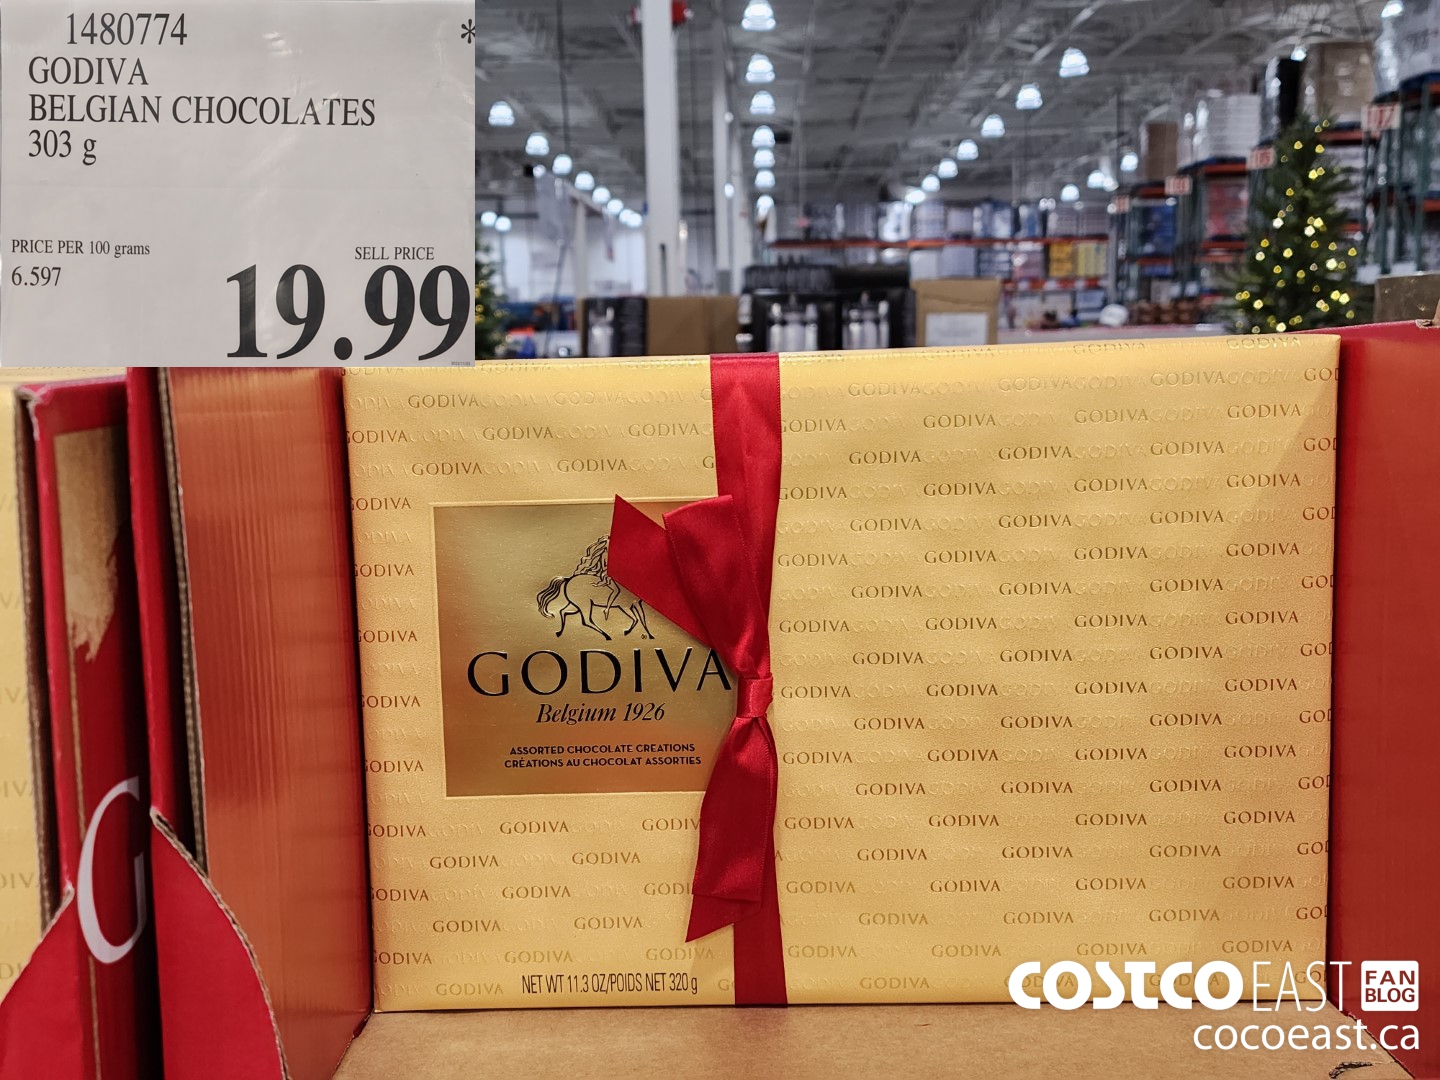 1480774 *
GODIVA
BELGIAN CHOCOLATES
303 g
PRICE PER 100 grams
6.597
SELL PRICE
19.99
GODIVA
Belgium 1926
ASSORTED CHOCOLATE CREATIONS
CRÉATIONS AU CHOCOLAT ASSORTIES
NET WT 11.3 OZ/POIDS NET 320 g
G
COSTCO EAST FAN BLOG
cocoeast.ca